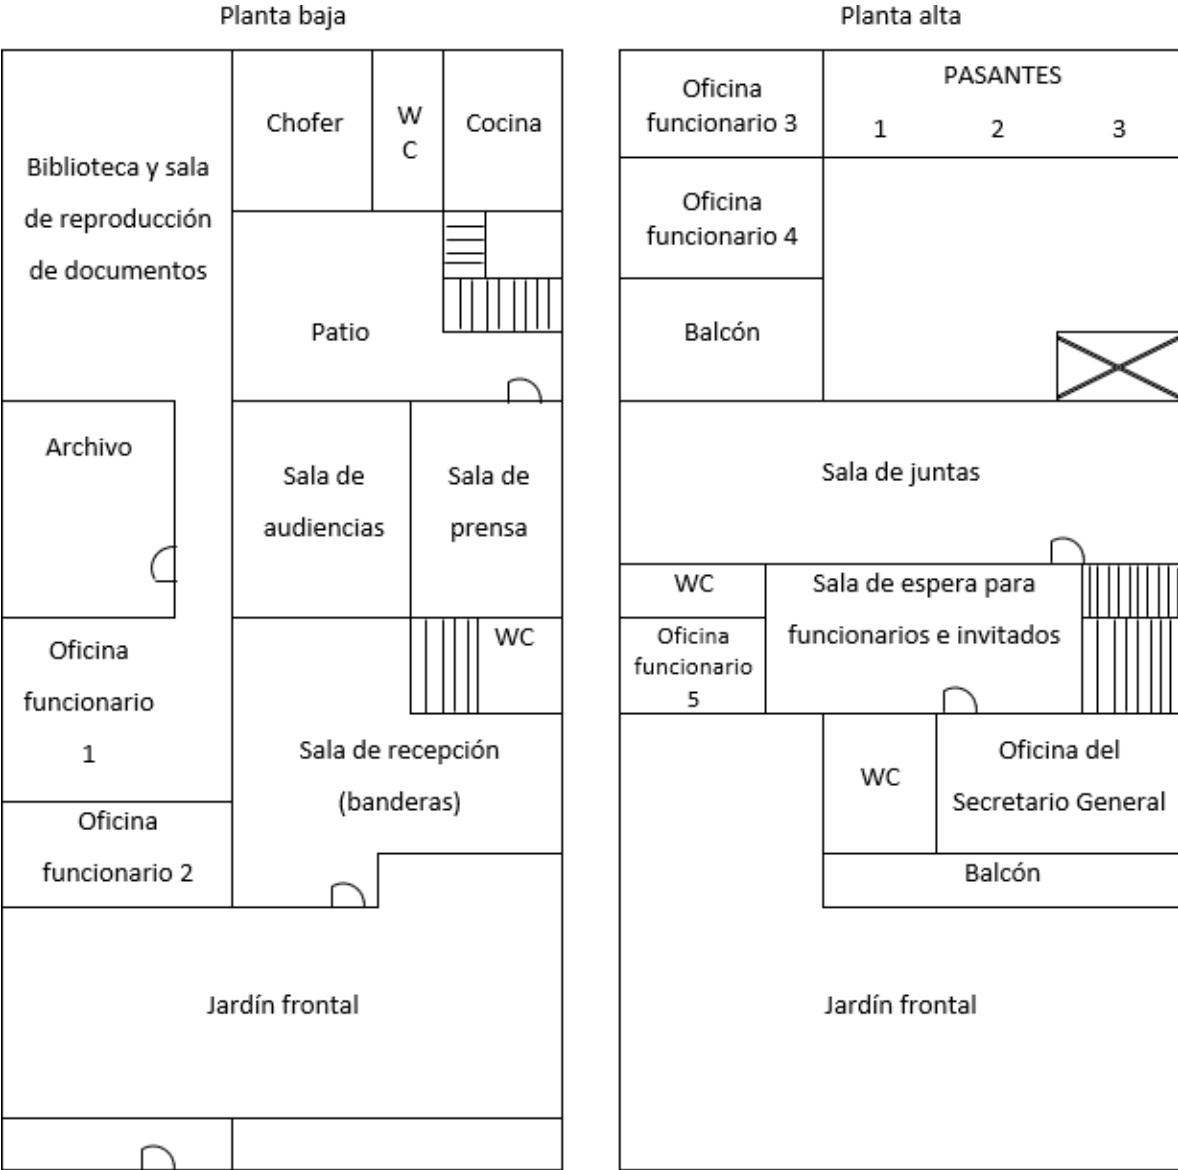 Planta baja
Chofer
W
C
Cocina
Biblioteca y sala
de reproducción
de documentos
Patio
Archivo
Sala de
audiencias
Sala de
prensa
Oficina
funcionario
1
WC
Sala de recepción
(banderas)
Oficina
funcionario 2
Jardín frontal
Planta alta
Oficina
funcionario 3
PASANTES
1 2 3
Oficina
funcionario 4
Balcón
Sala de juntas
WC
Sala de espera para
funcionarios e invitados
Oficina
funcionario
5
WC
Oficina del
Secretario General
Balcón
Jardín frontal